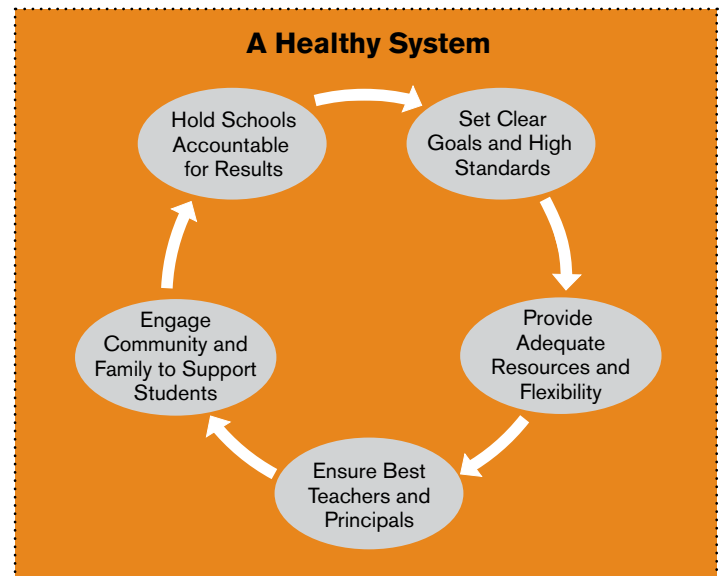 A Healthy System
Hold Schools
Accountable
for Results
Set Clear
Goals and High
Standards
Provide
Adequate
Resources and
Flexibility
Ensure Best
Teachers and
Principals
Engage
Community and
Family to Support
Students